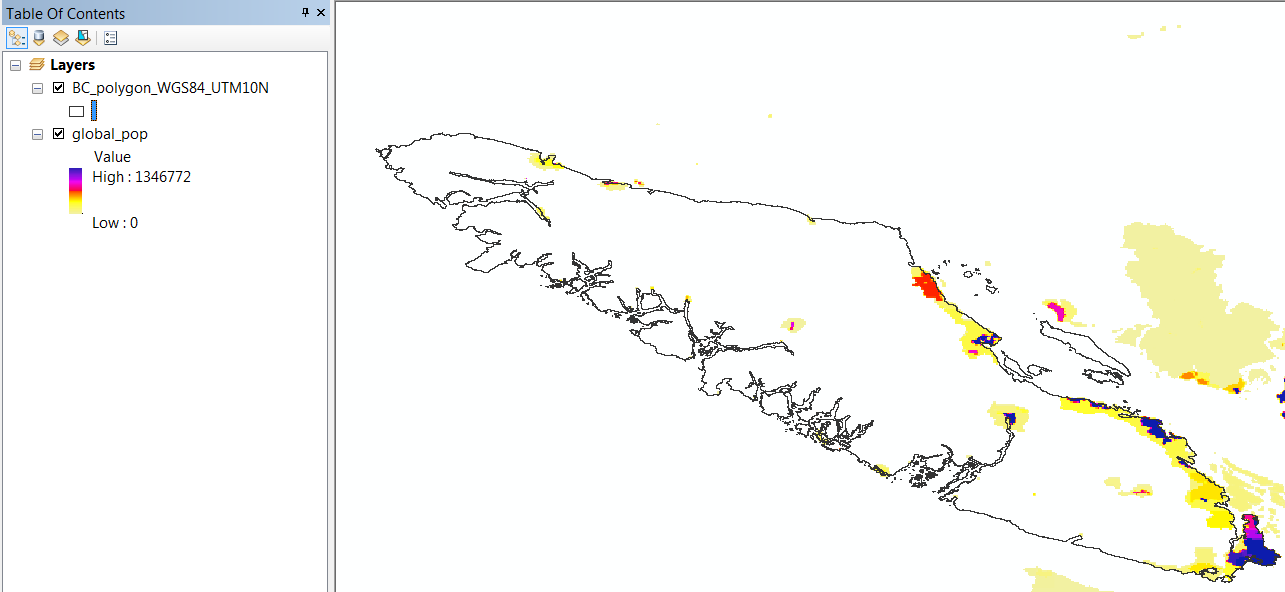 Table Of Contents
Layers
BC_polygon_WGS84_UTM10N
global_pop
Value
High : 1346772
Low : 0